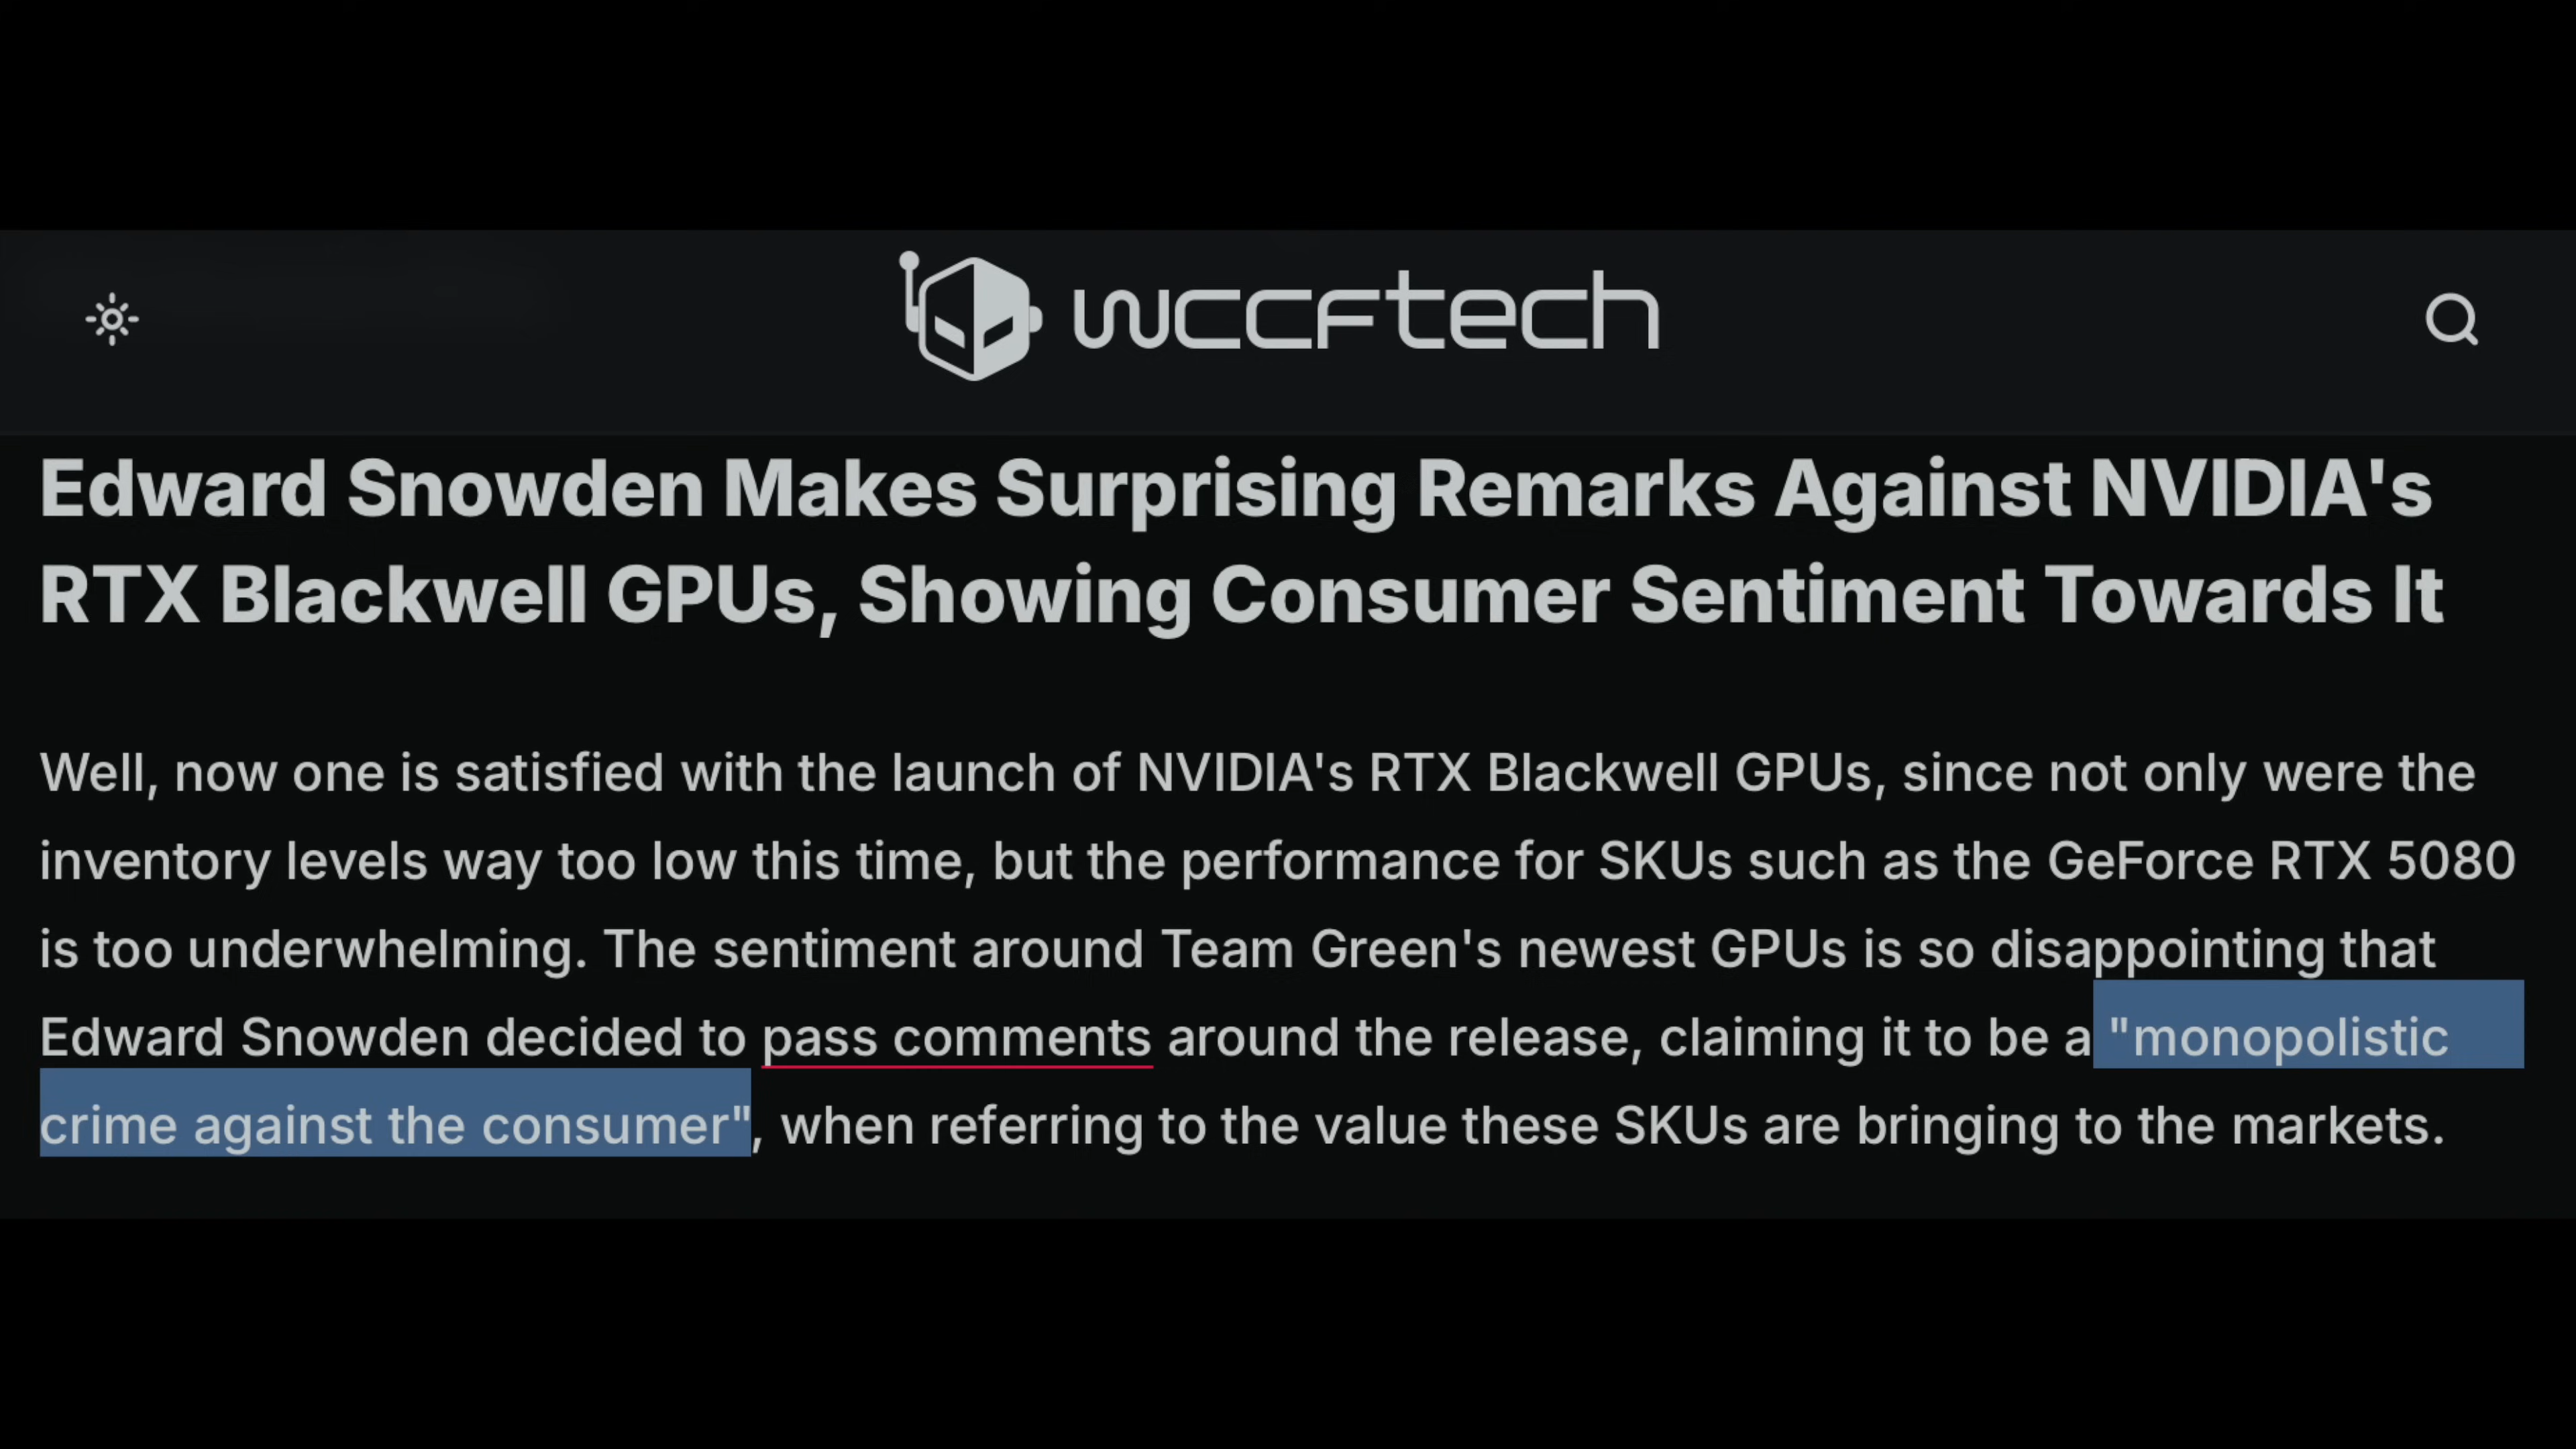 wccftech
Edward Snowden Makes Surprising Remarks Against NVIDIA's
RTX Blackwell GPUs, Showing Consumer Sentiment Towards It
Well, now one is satisfied with the launch of NVIDIA's RTX Blackwell GPUs, since not only were the
inventory levels way too low this time, but the performance for SKUs such as the GeForce RTX 5080
is too underwhelming. The sentiment around Team Green's newest GPUs is so disappointing that
Edward Snowden decided to pass comments around the release, claiming it to be a "monopolistic
crime against the consumer", when referring to the value these SKUs are bringing to the markets.